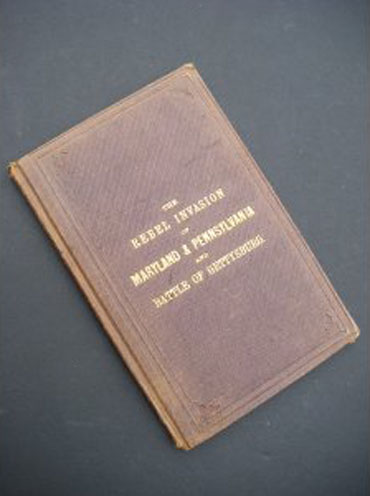 THE
REBEL INVASION
OF
MARYLAND & PENNSYLVANIA
AND
BATTLE OF GETTYSBURG.